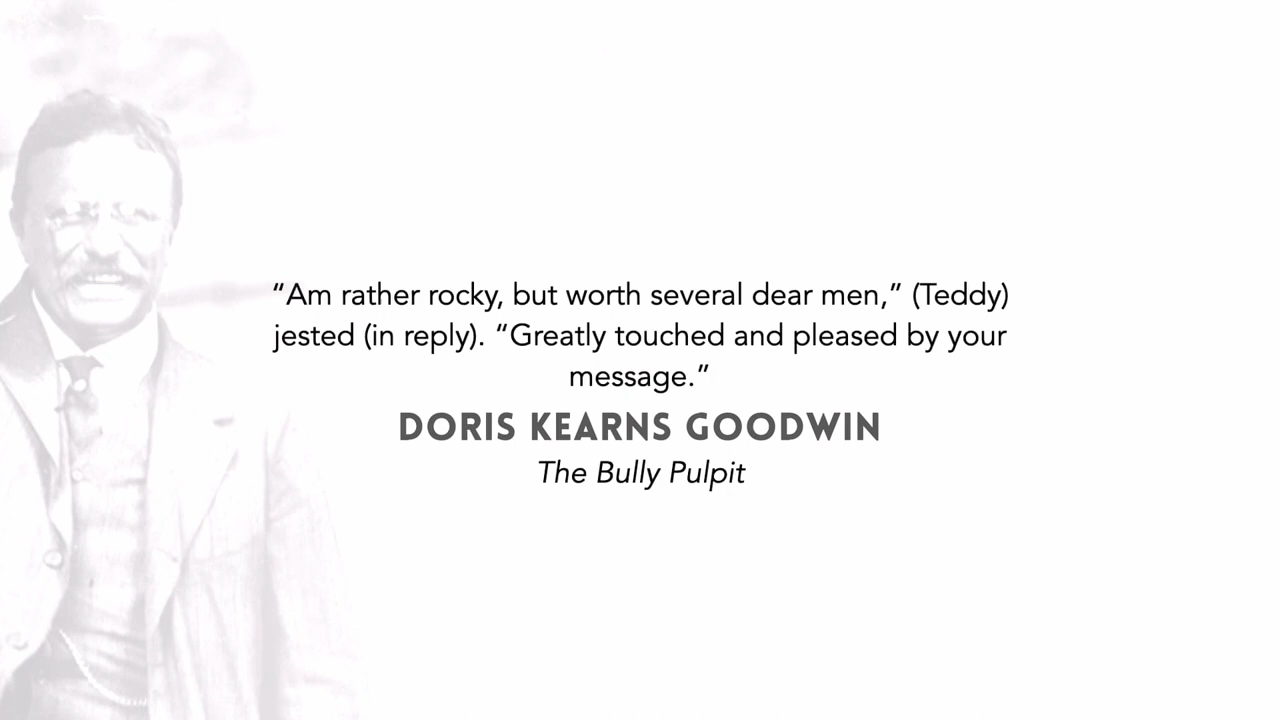 “Am rather rocky, but worth several dear men,” (Teddy)
jested (in reply). “Greatly touched and pleased by your
message.”
DORIS KEARNS GOODWIN
The Bully Pulpit